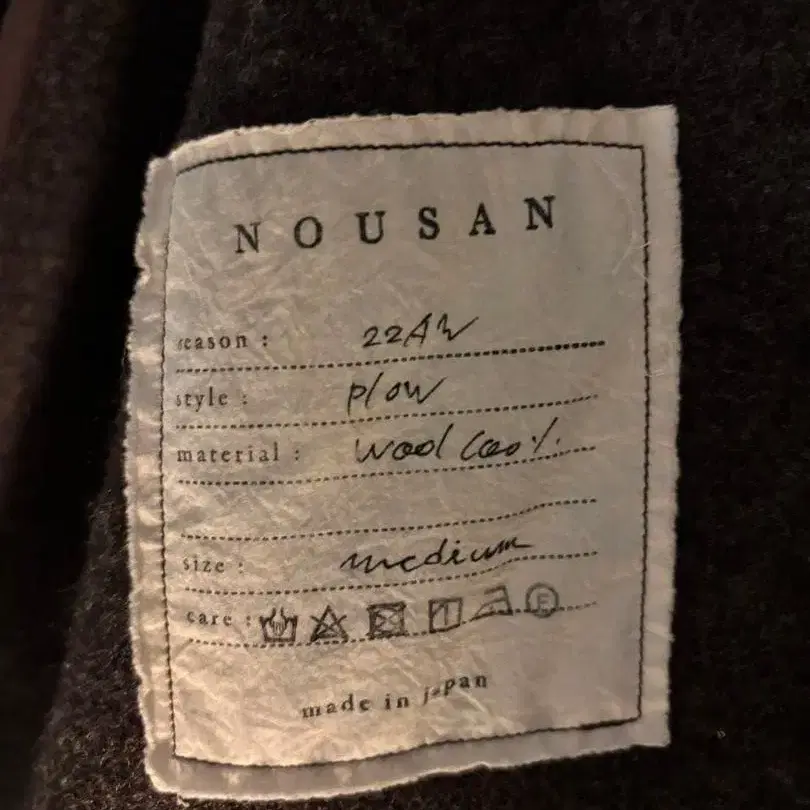 NOUSAN
season : 22AW
style : plow
material : wool 100%
size : medium
care : Ⓕ
made in japan